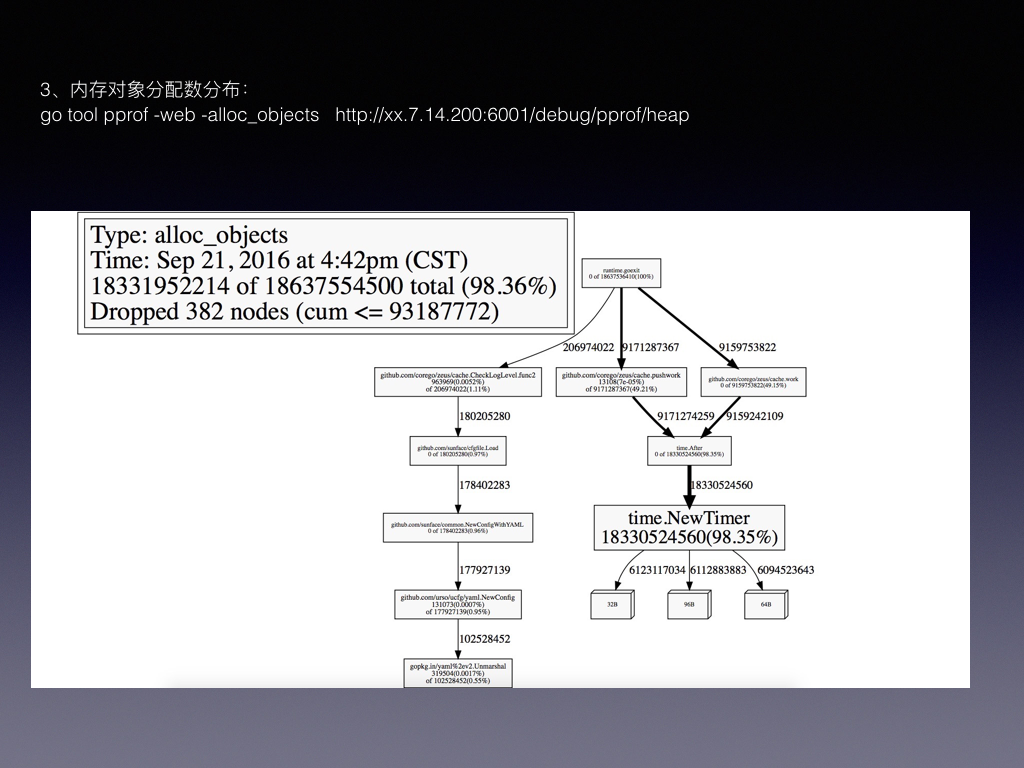 3、内存对象分配数分布：
go tool pprof -web -alloc_objects http://xx.7.14.200:6001/debug/pprof/heap
Type: alloc_objects
Time: Sep 21, 2016 at 4:42pm (CST)
18331952214 of 18637554500 total (98.36%)
Dropped 382 nodes (cum <= 93187772)
runtime.goexit
0 of 18637536410(100%)
206974022
9171287367
9159753822
github.com/corego/zeus/cache.CheckLogLevel.func2
963969(0.0052%)
of 206974022(1.11%)
github.com/corego/zeus/cache.pushwork
13108(7e-05%)
of 9171287367(49.21%)
github.com/corego/zeus/cache.work
0 of 9159753822(49.15%)
180205280
9171274259
9159242109
github.com/sunface/cfgfile.Load
0 of 180205280(0.97%)
time.After
0 of 18330524560(98.35%)
178402283
18330524560
github.com/sunface/common.NewConfigWithYAML
0 of 178402283(0.96%)
time.NewTimer
18330524560(98.35%)
177927139
6123117034
6112883883
6094523643
github.com/urso/ucfg/yaml.NewConfig
131073(0.0007%)
of 177927139(0.95%)
32B
96B
64B
102528452
gopkg.in/yaml%2ev2.Unmarshal
319504(0.0017%)
of 102528452(0.55%)